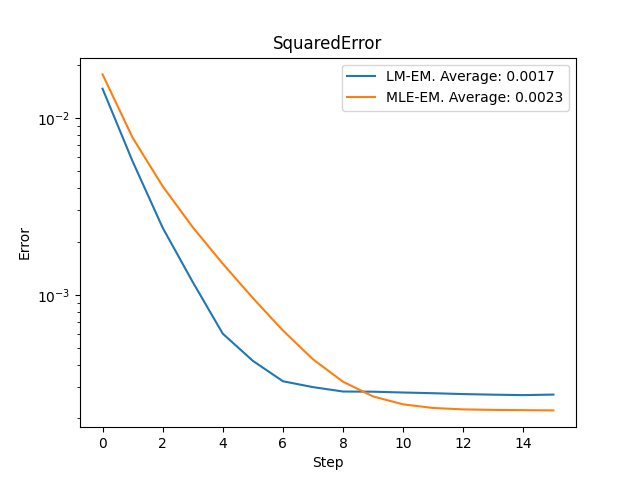 SquaredError
LM-EM. Average: 0.0017
MLE-EM. Average: 0.0023
10⁻²
10⁻³
Error
0 2 4 6 8 10 12 14
Step